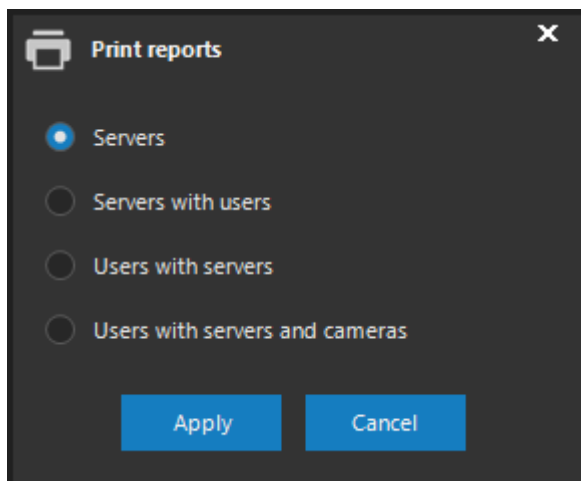 Print reports
Servers
Servers with users
Users with servers
Users with servers and cameras
Apply
Cancel